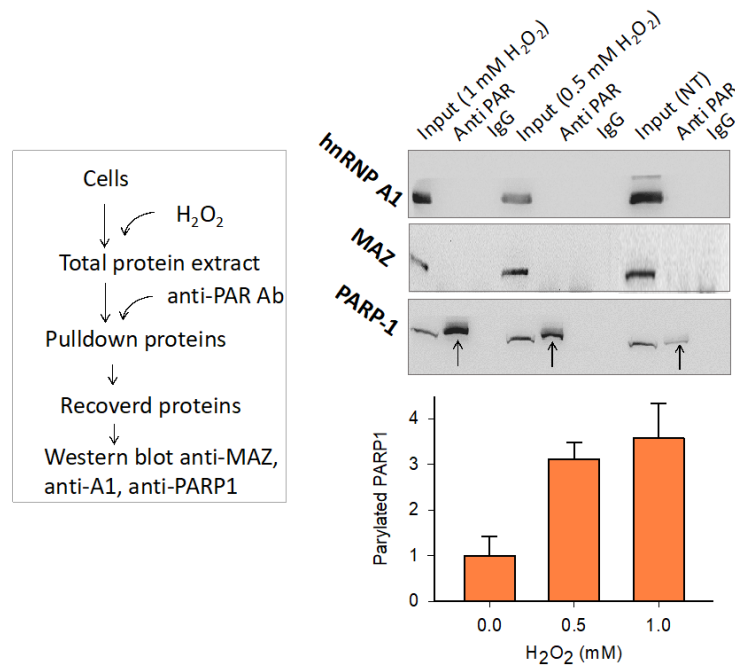 Cells
H₂O₂
Total protein extract
anti-PAR Ab
Pulldown proteins
Recoverd proteins
Western blot anti-MAZ,
anti-A1, anti-PARP1
Input (1 mM H₂O₂)
Anti PAR
IgG
Input (0.5 mM H₂O₂)
Anti PAR
IgG
Input (NT)
Anti PAR
IgG
hnRNP A1
MAZ
PARP-1
Parylated PARP1
4
3
2
1
0
0.0 0.5 1.0
H₂O₂ (mM)